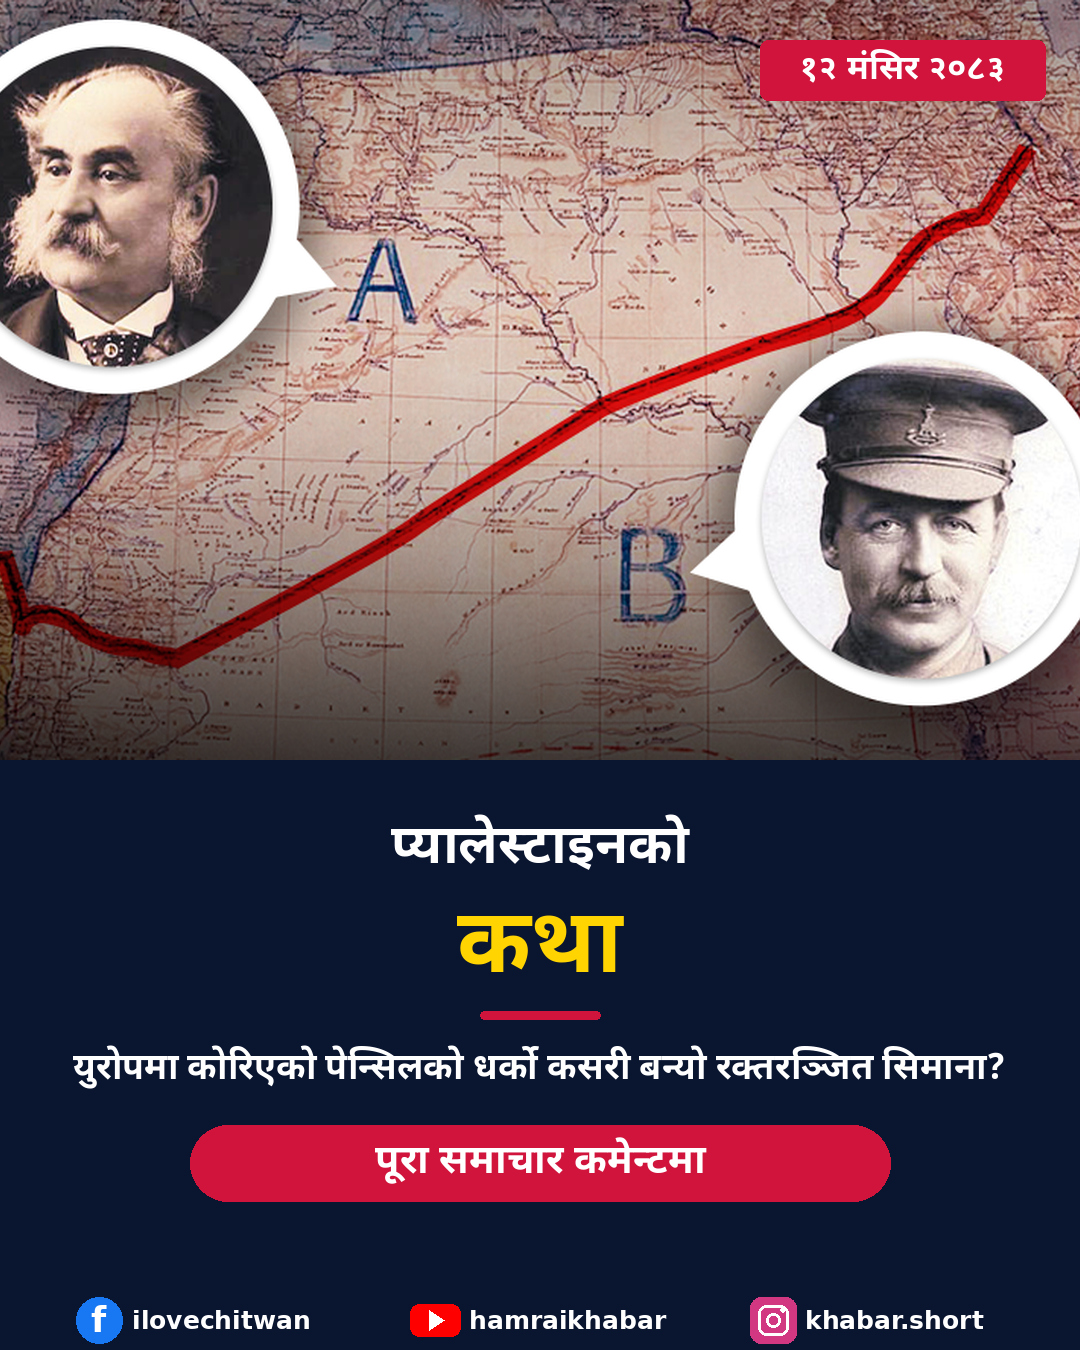 १२ मंसिर २०८३
A
B
प्यालेस्टाइनको
कथा
युरोपमा कोरिएको पेन्सिलको धर्को कसरी बन्यो रक्तरञ्जित सिमाना?
पूरा समाचार कमेन्टमा
ilovechitwan
hamraikhabar
khabar.short